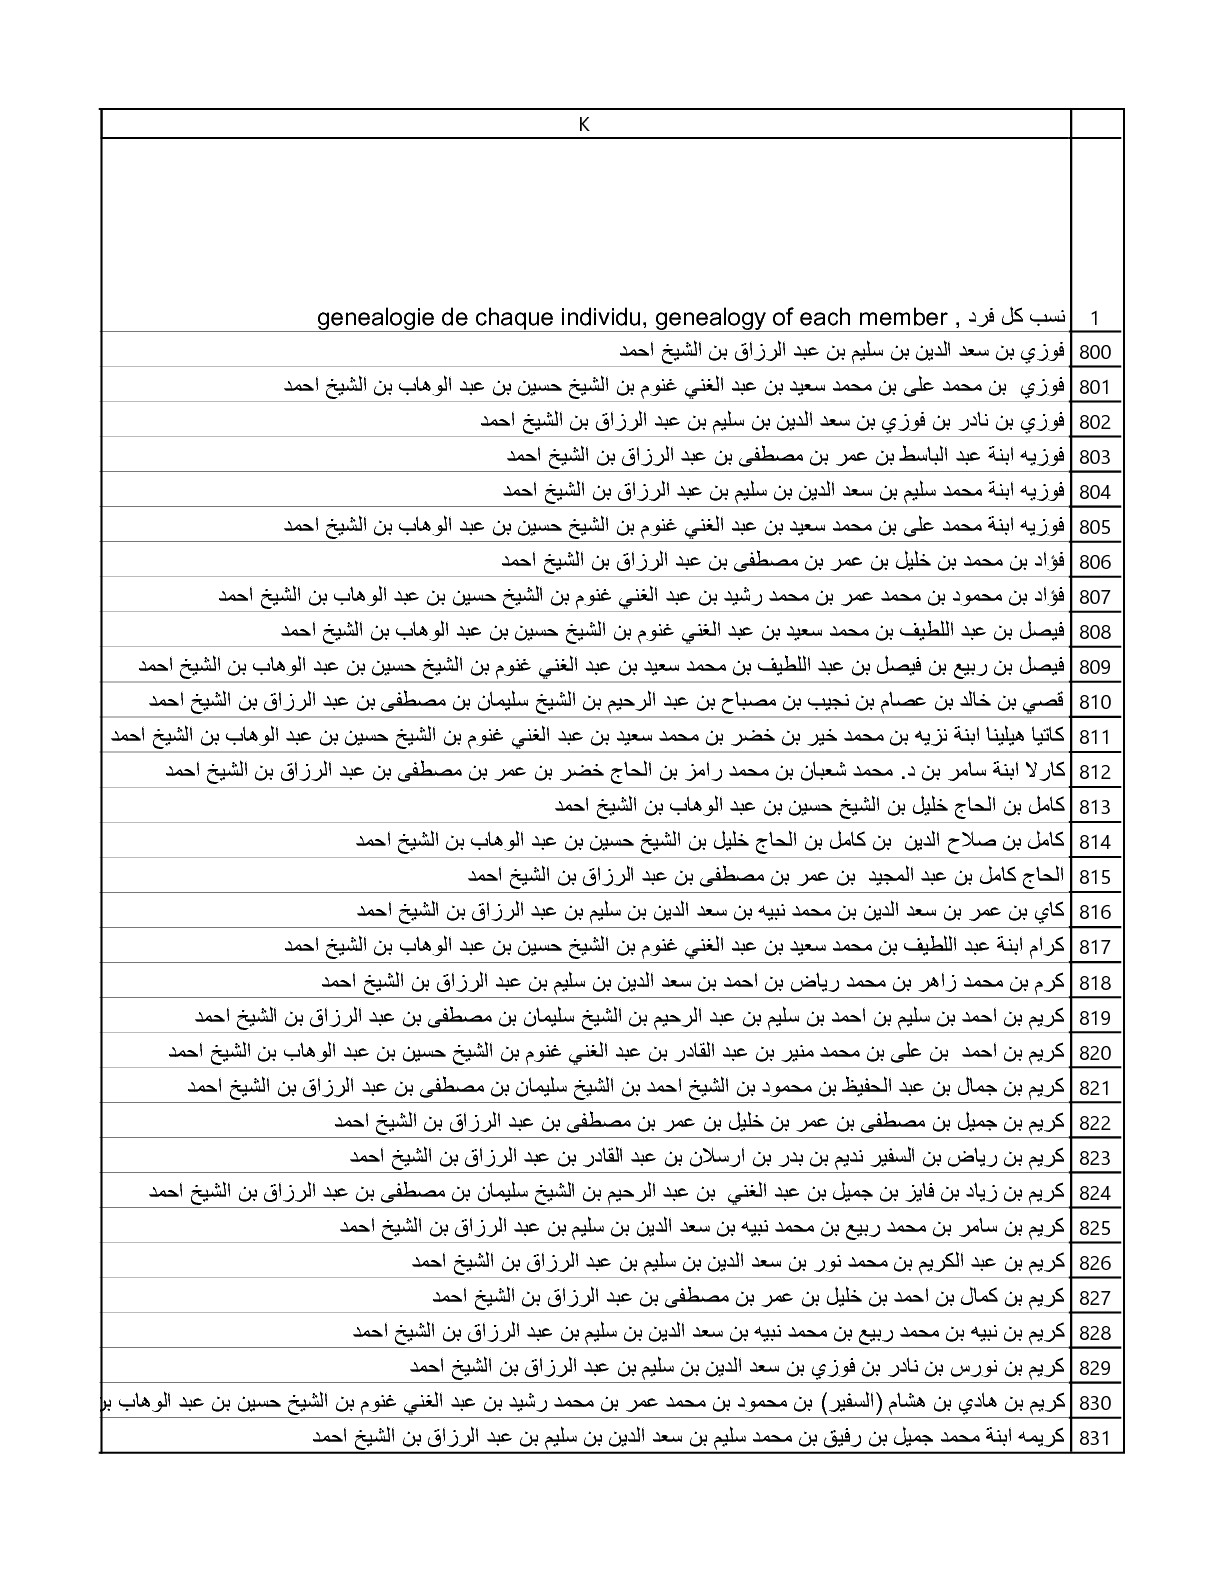 K
1 نسب كل فرد , genealogie de chaque individu, genealogy of each member
800 فوزي بن سعد الدين بن سليم بن عبد الرزاق بن الشيخ احمد
801 فوزي بن محمد على بن محمد سعيد بن عبد الغني غنوم بن الشيخ حسين بن عبد الوهاب بن الشيخ احمد
802 فوزي بن نادر بن فوزي بن سعد الدين بن سليم بن عبد الرزاق بن الشيخ احمد
803 فوزيه ابنة عبد الباسط بن عمر بن مصطفى بن عبد الرزاق بن الشيخ احمد
804 فوزيه ابنة محمد سليم بن سعد الدين بن سليم بن عبد الرزاق بن الشيخ احمد
805 فوزيه ابنة محمد على بن محمد سعيد بن عبد الغني غنوم بن الشيخ حسين بن عبد الوهاب بن الشيخ احمد
806 فؤاد بن محمد بن خليل بن عمر بن مصطفى بن عبد الرزاق بن الشيخ احمد
807 فؤاد بن محمود بن محمد عمر بن محمد رشيد بن عبد الغني غنوم بن الشيخ حسين بن عبد الوهاب بن الشيخ احمد
808 فيصل بن عبد اللطيف بن محمد سعيد بن عبد الغني غنوم بن الشيخ حسين بن عبد الوهاب بن الشيخ احمد
809 فيصل بن ربيع بن فيصل بن عبد اللطيف بن محمد سعيد بن عبد الغني غنوم بن الشيخ حسين بن عبد الوهاب بن الشيخ احمد
810 قصي بن خالد بن عصام بن نجيب بن مصباح بن عبد الرحيم بن الشيخ سليمان بن مصطفى بن عبد الرزاق بن الشيخ احمد
811 كاتيا هيلينا ابنة نزيه بن محمد خير بن خضر بن محمد سعيد بن عبد الغني غنوم بن الشيخ حسين بن عبد الوهاب بن الشيخ احمد
812 كارلا ابنة سامر بن د. محمد شعبان بن محمد رامز بن الحاج خضر بن عمر بن مصطفى بن عبد الرزاق بن الشيخ احمد
813 كامل بن الحاج خليل بن الشيخ حسين بن عبد الوهاب بن الشيخ احمد
814 كامل بن صلاح الدين بن كامل بن الحاج خليل بن الشيخ حسين بن عبد الوهاب بن الشيخ احمد
815 الحاج كامل بن عبد المجيد بن عمر بن مصطفى بن عبد الرزاق بن الشيخ احمد
816 كاي بن عمر بن سعد الدين بن محمد نبيه بن سعد الدين بن سليم بن عبد الرزاق بن الشيخ احمد
817 كرام ابنة عبد اللطيف بن محمد سعيد بن عبد الغني غنوم بن الشيخ حسين بن عبد الوهاب بن الشيخ احمد
818 كرم بن محمد زاهر بن محمد رياض بن احمد بن سعد الدين بن سليم بن عبد الرزاق بن الشيخ احمد
819 كريم بن احمد بن سليم بن احمد بن سليم بن عبد الرحيم بن الشيخ سليمان بن مصطفى بن عبد الرزاق بن الشيخ احمد
820 كريم بن احمد بن على بن محمد منير بن عبد القادر بن عبد الغني غنوم بن الشيخ حسين بن عبد الوهاب بن الشيخ احمد
821 كريم بن جمال بن عبد الحفيظ بن محمود بن الشيخ احمد بن الشيخ سليمان بن مصطفى بن عبد الرزاق بن الشيخ احمد
822 كريم بن جميل بن مصطفى بن عمر بن خليل بن عمر بن مصطفى بن عبد الرزاق بن الشيخ احمد
823 كريم بن رياض بن السفير نديم بن بدر بن ارسلان بن عبد القادر بن عبد الرزاق بن الشيخ احمد
824 كريم بن زياد بن فايز بن جميل بن عبد الغني بن عبد الرحيم بن الشيخ سليمان بن مصطفى بن عبد الرزاق بن الشيخ احمد
825 كريم بن سامر بن محمد ربيع بن محمد نبيه بن سعد الدين بن سليم بن عبد الرزاق بن الشيخ احمد
826 كريم بن عبد الكريم بن محمد نور بن سعد الدين بن سليم بن عبد الرزاق بن الشيخ احمد
827 كريم بن كمال بن احمد بن خليل بن عمر بن مصطفى بن عبد الرزاق بن الشيخ احمد
828 كريم بن نبيه بن محمد ربيع بن محمد نبيه بن سعد الدين بن سليم بن عبد الرزاق بن الشيخ احمد
829 كريم بن نورس بن نادر بن فوزي بن سعد الدين بن سليم بن عبد الرزاق بن الشيخ احمد
830 كريم بن هادي بن هشام (السفير) بن محمود بن محمد عمر بن محمد رشيد بن عبد الغني غنوم بن الشيخ حسين بن عبد الوهاب بن
831 كريمه ابنة محمد جميل بن رفيق بن محمد سليم بن سعد الدين بن سليم بن عبد الرزاق بن الشيخ احمد